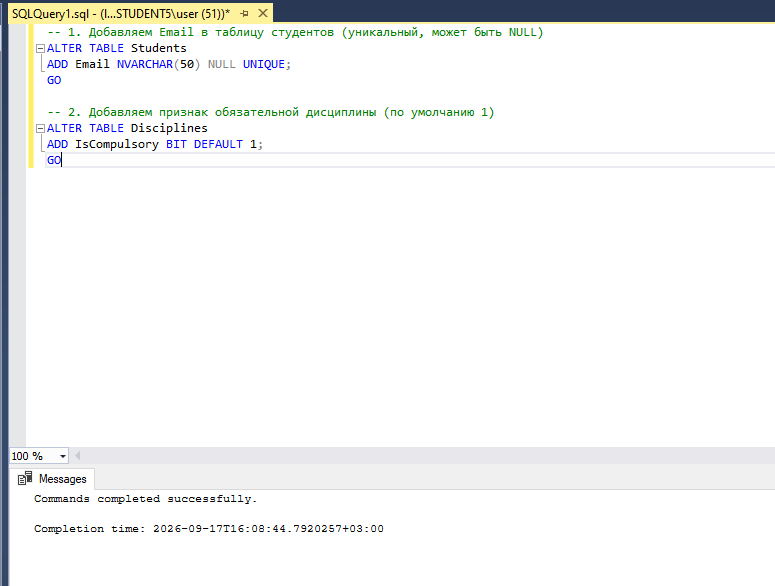 SQLQuery1.sql - (l...STUDENT5\user (51))*
-- 1. Добавляем Email в таблицу студентов (уникальный, может быть NULL)
ALTER TABLE Students
ADD Email NVARCHAR(50) NULL UNIQUE;
GO
-- 2. Добавляем признак обязательной дисциплины (по умолчанию 1)
ALTER TABLE Disciplines
ADD IsCompulsory BIT DEFAULT 1;
GO
100 %
Messages
Commands completed successfully.
Completion time: 2026-09-17T16:08:44.7920257+03:00